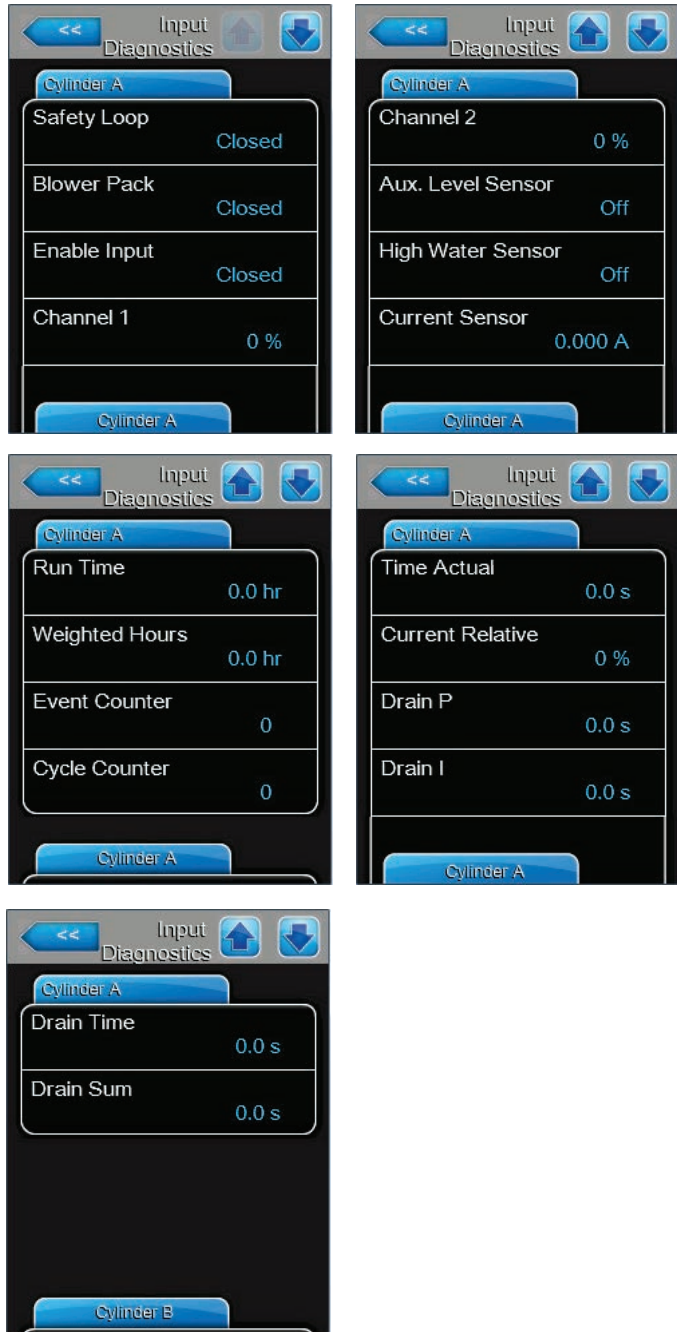 <<
Input
Diagnostics
Cylinder A
Safety Loop
Closed
Blower Pack
Closed
Enable Input
Closed
Channel 1
0 %
Cylinder A
<<
Input
Diagnostics
Cylinder A
Channel 2
0 %
Aux. Level Sensor
Off
High Water Sensor
Off
Current Sensor
0.000 A
Cylinder A
<<
Input
Diagnostics
Cylinder A
Run Time
0.0 hr
Weighted Hours
0.0 hr
Event Counter
0
Cycle Counter
0
Cylinder A
<<
Input
Diagnostics
Cylinder A
Time Actual
0.0 s
Current Relative
0 %
Drain P
0.0 s
Drain I
0.0 s
Cylinder A
<<
Input
Diagnostics
Cylinder A
Drain Time
0.0 s
Drain Sum
0.0 s
Cylinder B